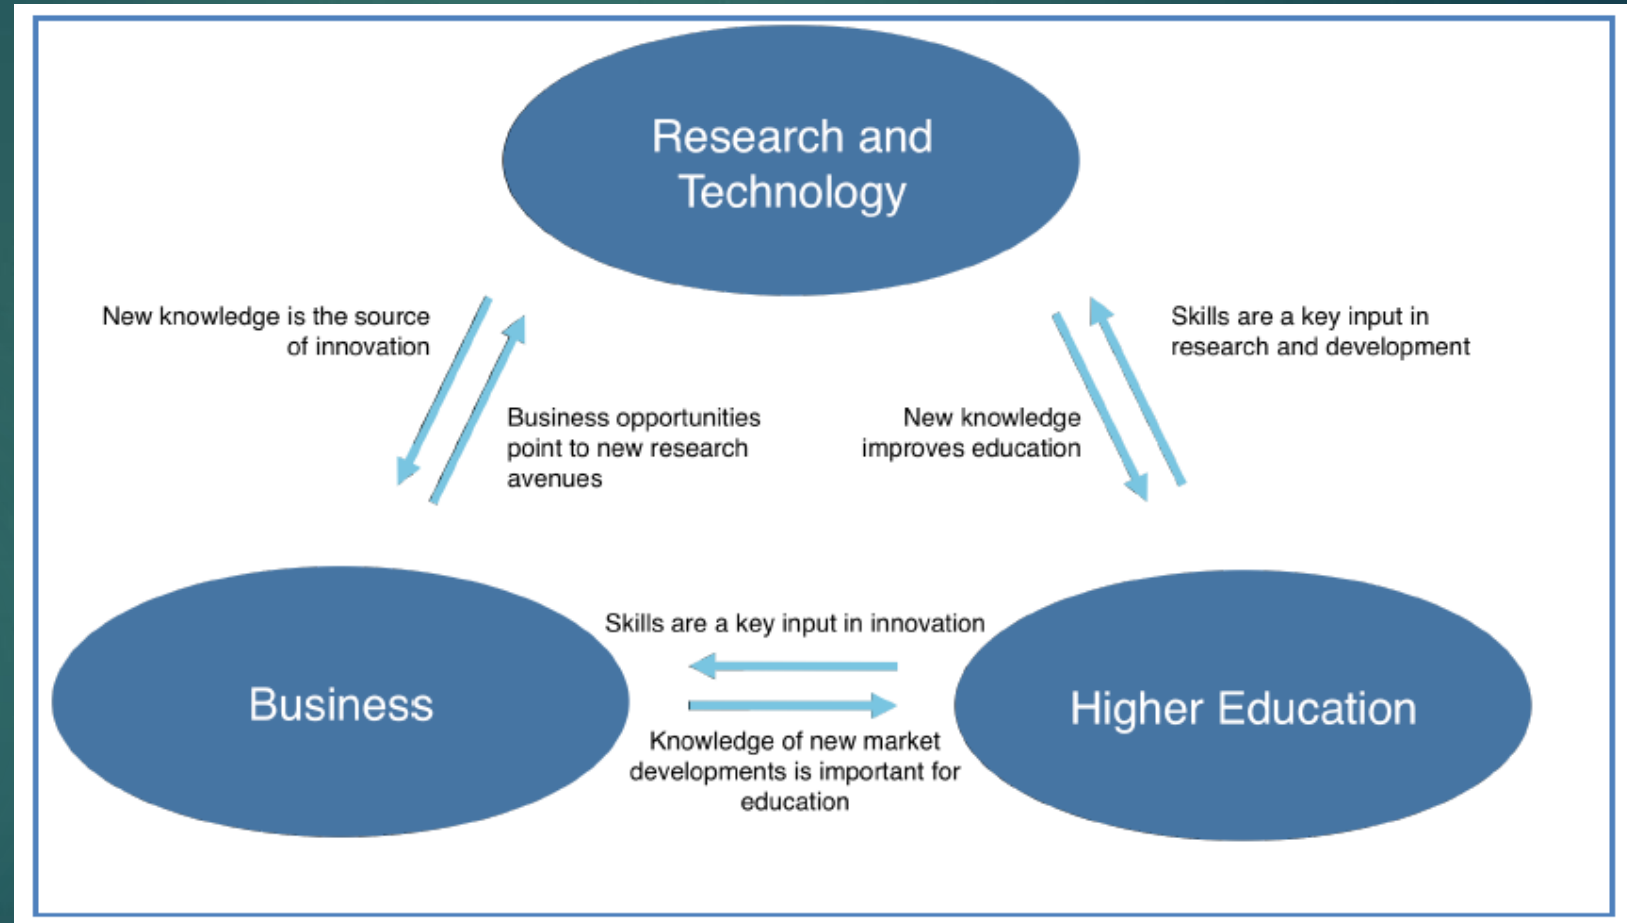 Research and
Technology
New knowledge is the source
of innovation
Skills are a key input in
research and development
Business opportunities
point to new research
avenues
New knowledge
improves education
Skills are a key input in innovation
Business
Higher Education
Knowledge of new market
developments is important for
education